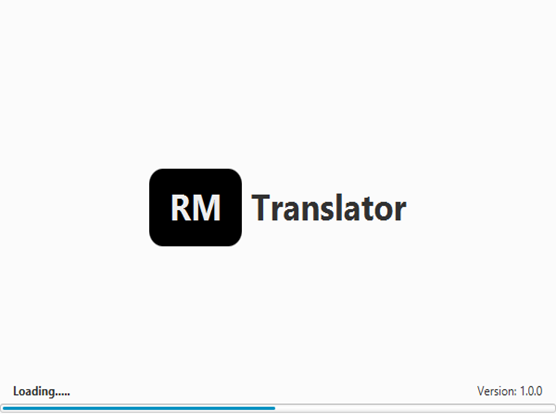 RM Translator
Loading.....
Version: 1.0.0